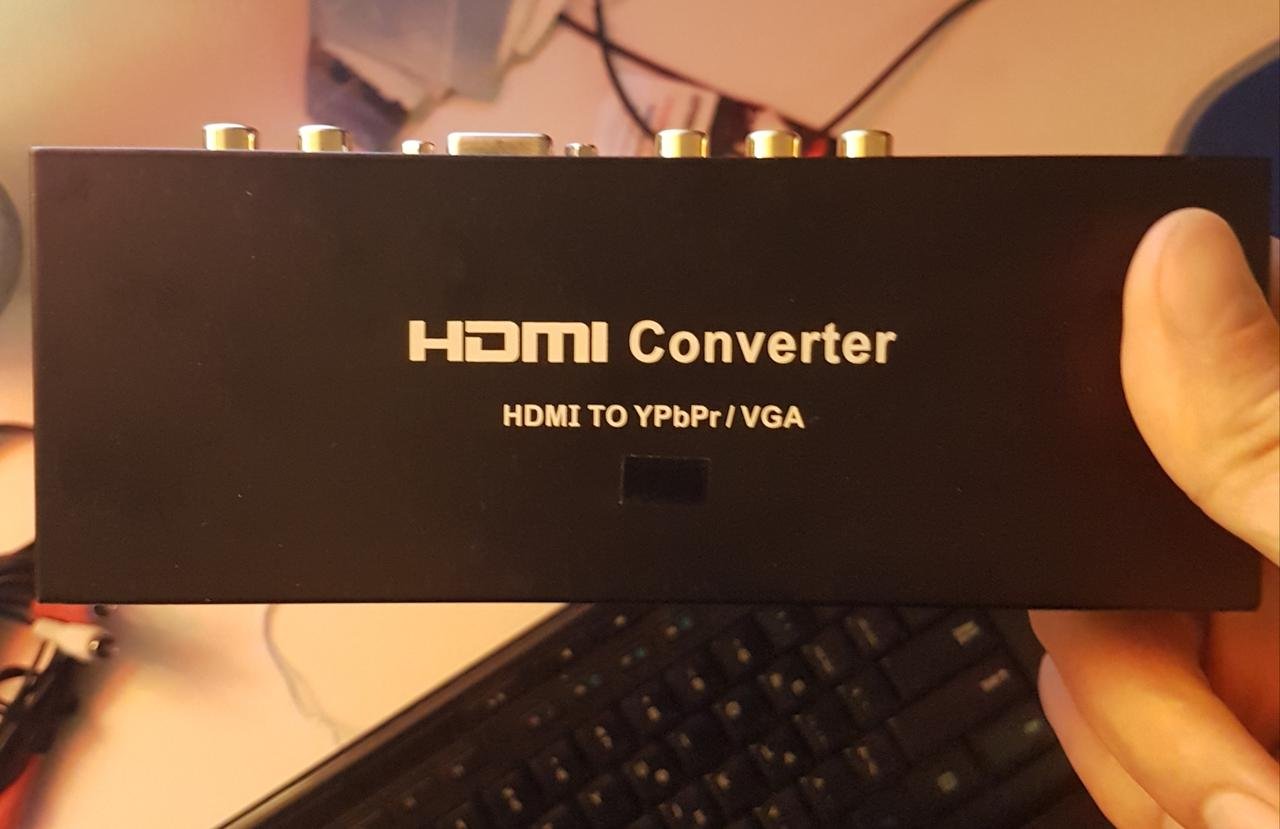 HDMI Converter
HDMI TO YPbPr / VGA